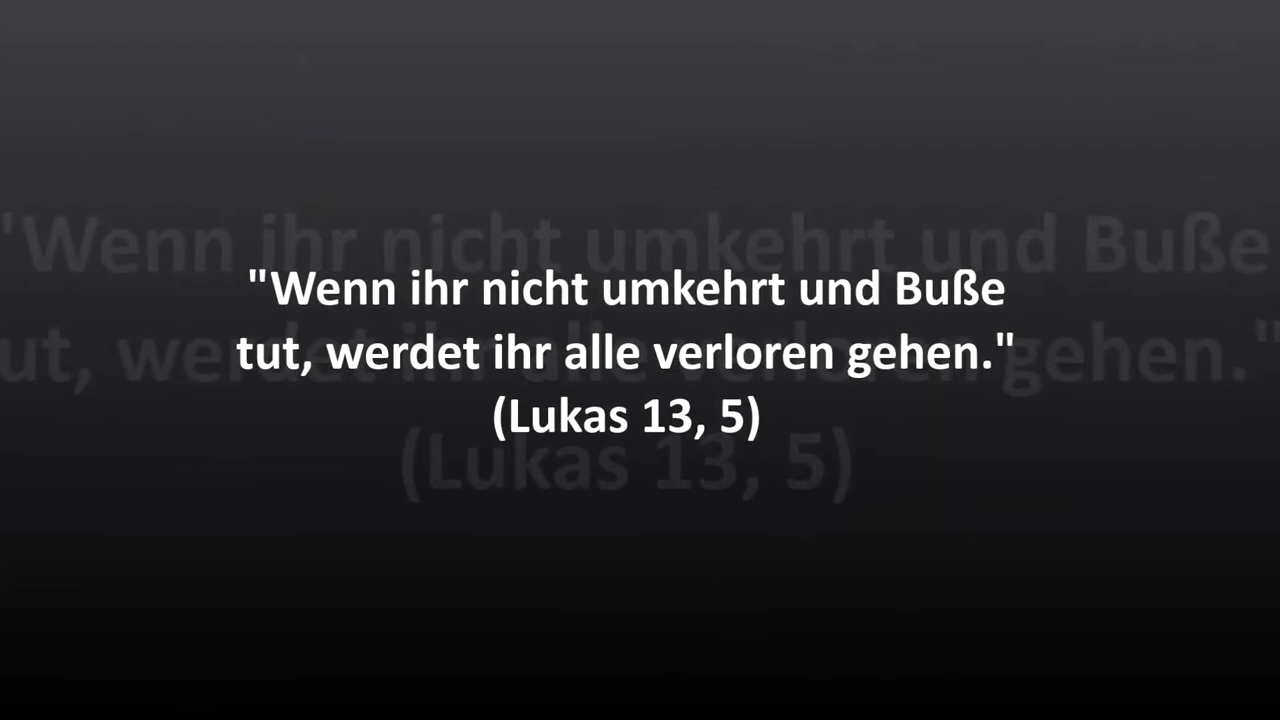 "Wenn ihr nicht umkehrt und Buße
tut, werdet ihr alle verloren gehen."
(Lukas 13, 5)